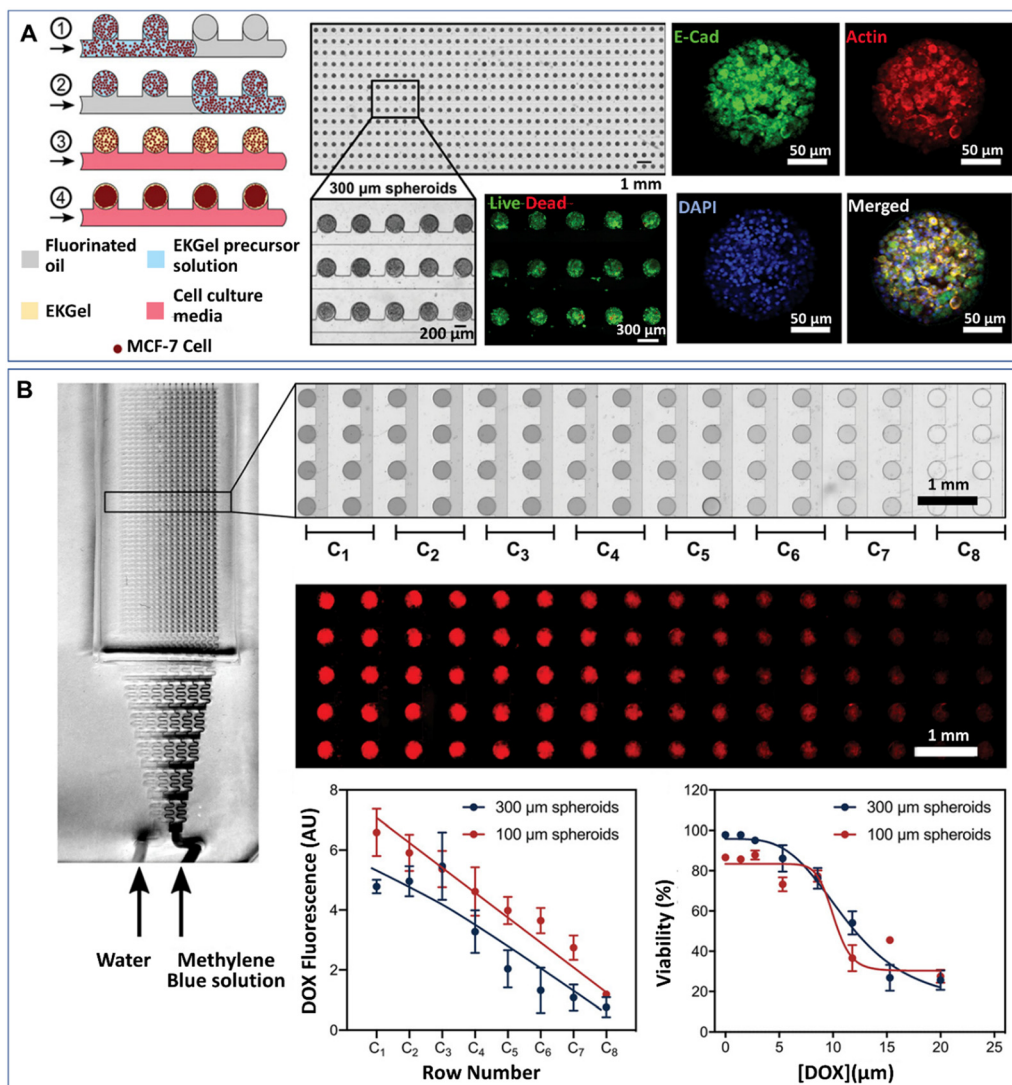 A
①
②
③
④
Fluorinated
oil
EKGel precursor
solution
EKGel
Cell culture
media
MCF-7 Cell
1 mm
300 µm spheroids
200 µm
Live Dead
300 µm
E-Cad
50 µm
Actin
50 µm
DAPI
50 µm
Merged
50 µm
B
Water
Methylene
Blue solution
1 mm
C₁ C₂ C₃ C₄ C₅ C₆ C₇ C₈
1 mm
DOX Fluorescence (AU)
8
6
4
2
0
300 µm spheroids
100 µm spheroids
C₁ C₂ C₃ C₄ C₅ C₆ C₇ C₈
Row Number
Viability (%)
120
100
80
60
40
20
0
300 µm spheroids
100 µm spheroids
0 5 10 15 20 25
[DOX](µm)